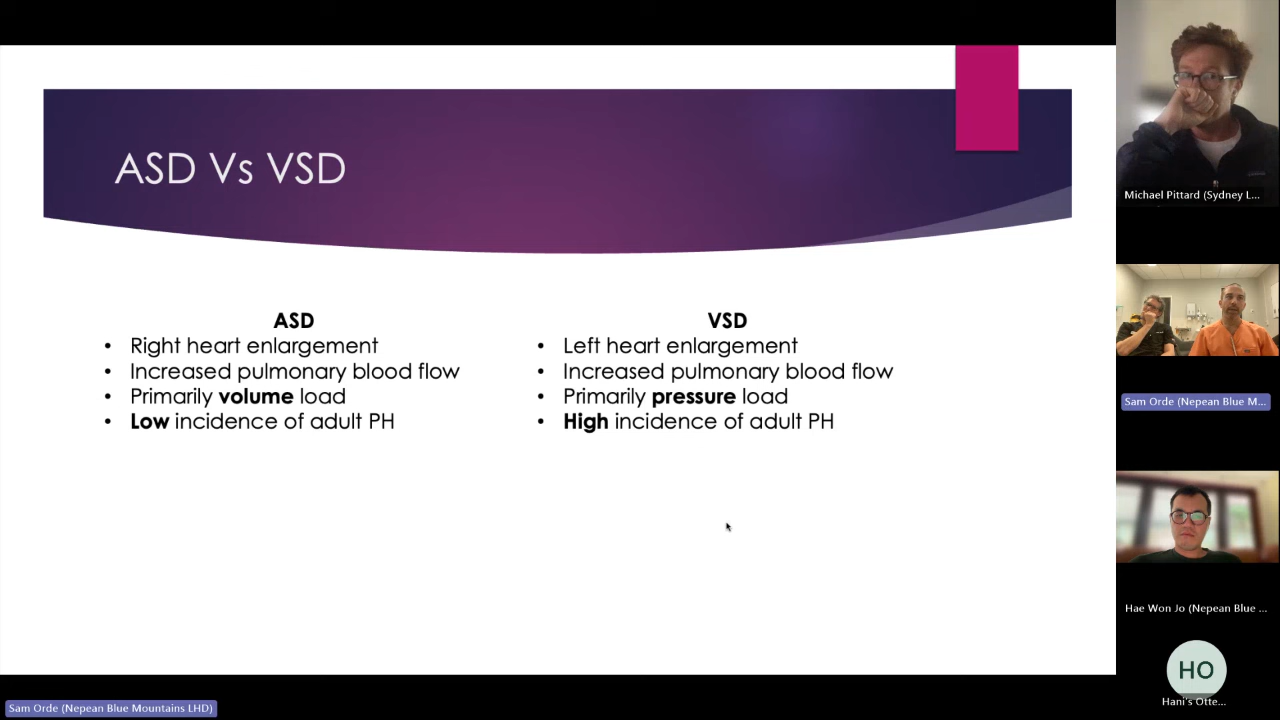 ASD Vs VSD
ASD
• Right heart enlargement
• Increased pulmonary blood flow
• Primarily volume load
• Low incidence of adult PH
VSD
• Left heart enlargement
• Increased pulmonary blood flow
• Primarily pressure load
• High incidence of adult PH
Michael Pittard (Sydney L...
Sam Orde (Nepean Blue M...
Hae Won Jo (Nepean Blue ...
HO
Hani's Otte...
Sam Orde (Nepean Blue Mountains LHD)